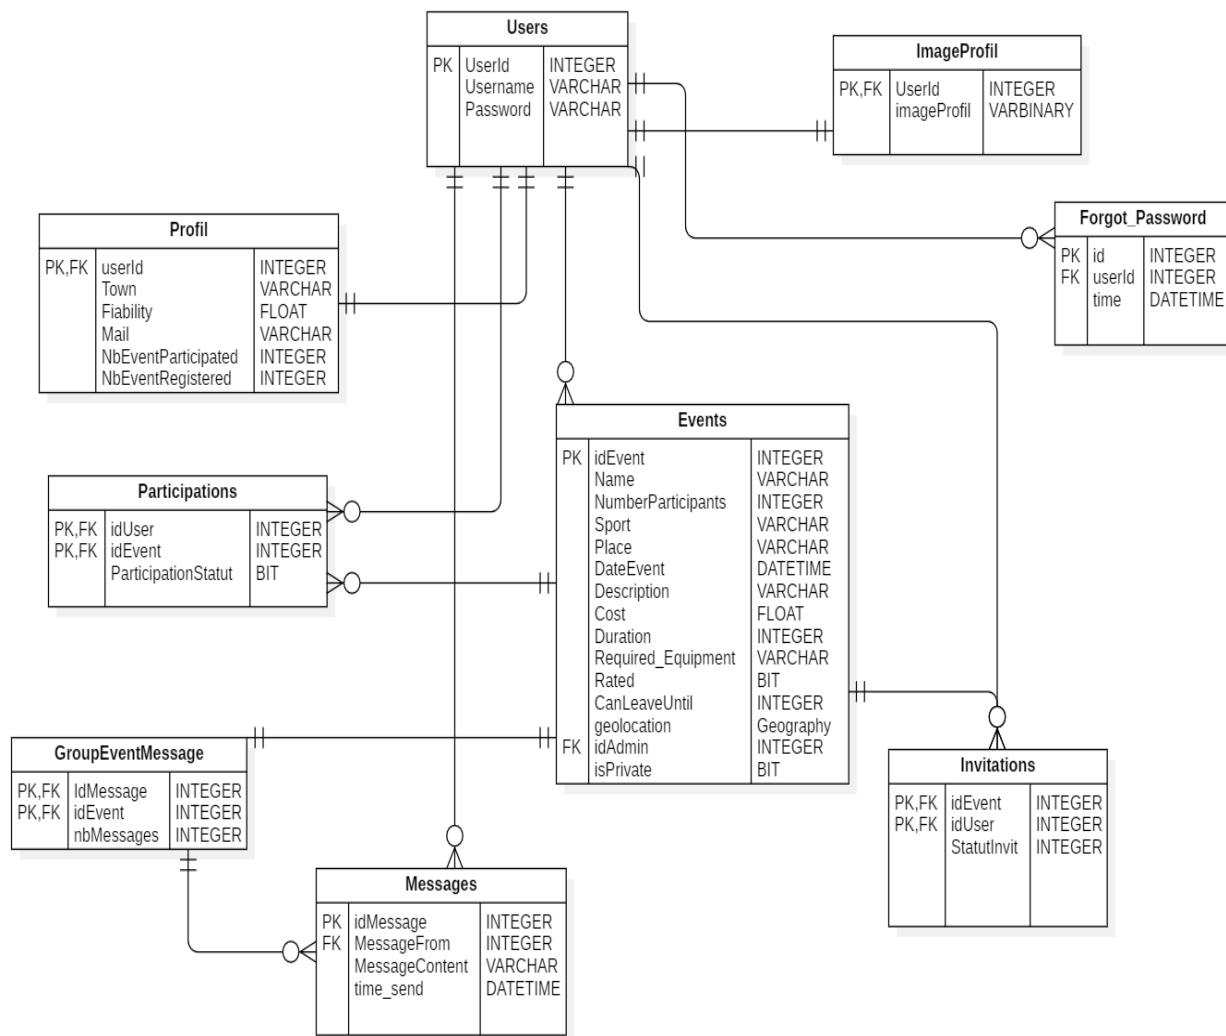 Users
PK UserId INTEGER
Username VARCHAR
Password VARCHAR
ImageProfil
PK,FK UserId INTEGER
imageProfil VARBINARY
Profil
PK,FK userId INTEGER
Town VARCHAR
Fiability FLOAT
Mail VARCHAR
NbEventParticipated INTEGER
NbEventRegistered INTEGER
Forgot_Password
PK id INTEGER
FK userId INTEGER
time DATETIME
Events
PK idEvent INTEGER
Name VARCHAR
NumberParticipants INTEGER
Sport VARCHAR
Place VARCHAR
DateEvent DATETIME
Description VARCHAR
Cost FLOAT
Duration INTEGER
Required_Equipment VARCHAR
Rated BIT
CanLeaveUntil INTEGER
geolocation Geography
FK idAdmin INTEGER
isPrivate BIT
Participations
PK,FK idUser INTEGER
PK,FK idEvent INTEGER
ParticipationStatut BIT
GroupEventMessage
PK,FK IdMessage INTEGER
PK,FK idEvent INTEGER
nbMessages INTEGER
Invitations
PK,FK idEvent INTEGER
PK,FK idUser INTEGER
StatutInvit INTEGER
Messages
PK idMessage INTEGER
FK MessageFrom INTEGER
MessageContent VARCHAR
time_send DATETIME